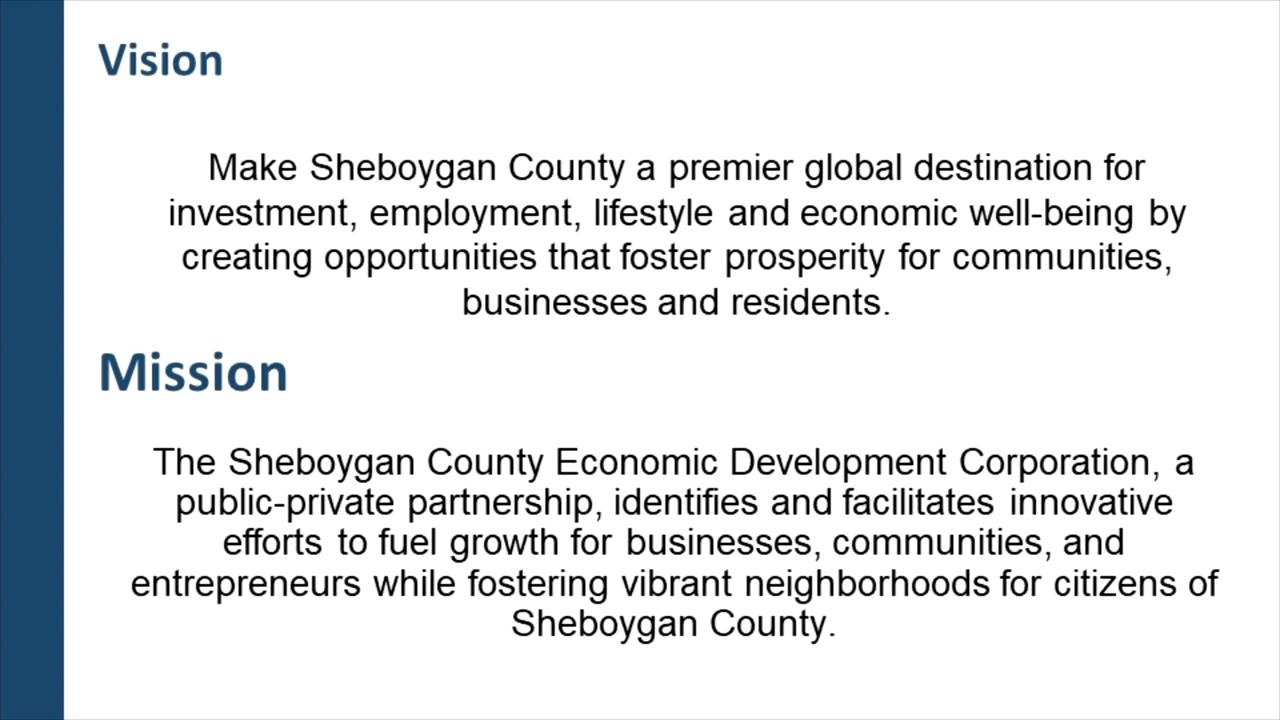 Vision
Make Sheboygan County a premier global destination for
investment, employment, lifestyle and economic well-being by
creating opportunities that foster prosperity for communities,
businesses and residents.
Mission
The Sheboygan County Economic Development Corporation, a
public-private partnership, identifies and facilitates innovative
efforts to fuel growth for businesses, communities, and
entrepreneurs while fostering vibrant neighborhoods for citizens of
Sheboygan County.